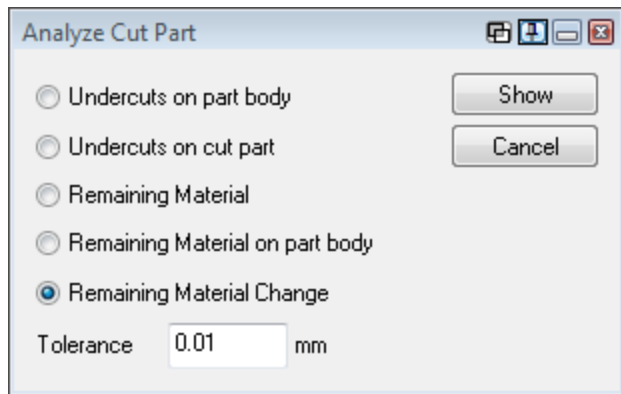 Analyze Cut Part
Undercuts on part body
Show
Undercuts on cut part
Cancel
Remaining Material
Remaining Material on part body
Remaining Material Change
Tolerance 0.01 mm